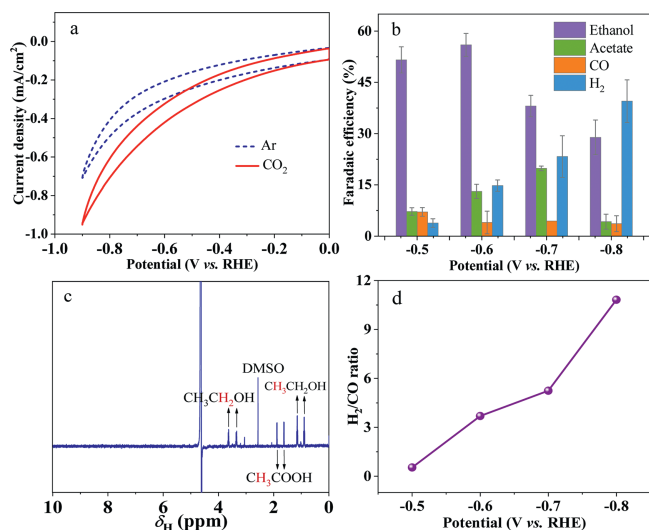 a
Current density (mA/cm²)
0.0
-0.2
-0.4
-0.6
-0.8
-1.0
Ar
CO₂
-1.0 -0.8 -0.6 -0.4 -0.2 0.0
Potential (V vs. RHE)
b
Faradaic efficiency (%)
60
45
30
15
0
Ethanol
Acetate
CO
H₂
-0.5 -0.6 -0.7 -0.8
Potential (V vs. RHE)
c
DMSO
CH₃CH₂OH
CH₃CH₂OH
CH₃COOH
10 8 6 4 2 0
δH (ppm)
d
H₂/CO ratio
12
9
6
3
0
-0.5 -0.6 -0.7 -0.8
Potential (V vs. RHE)